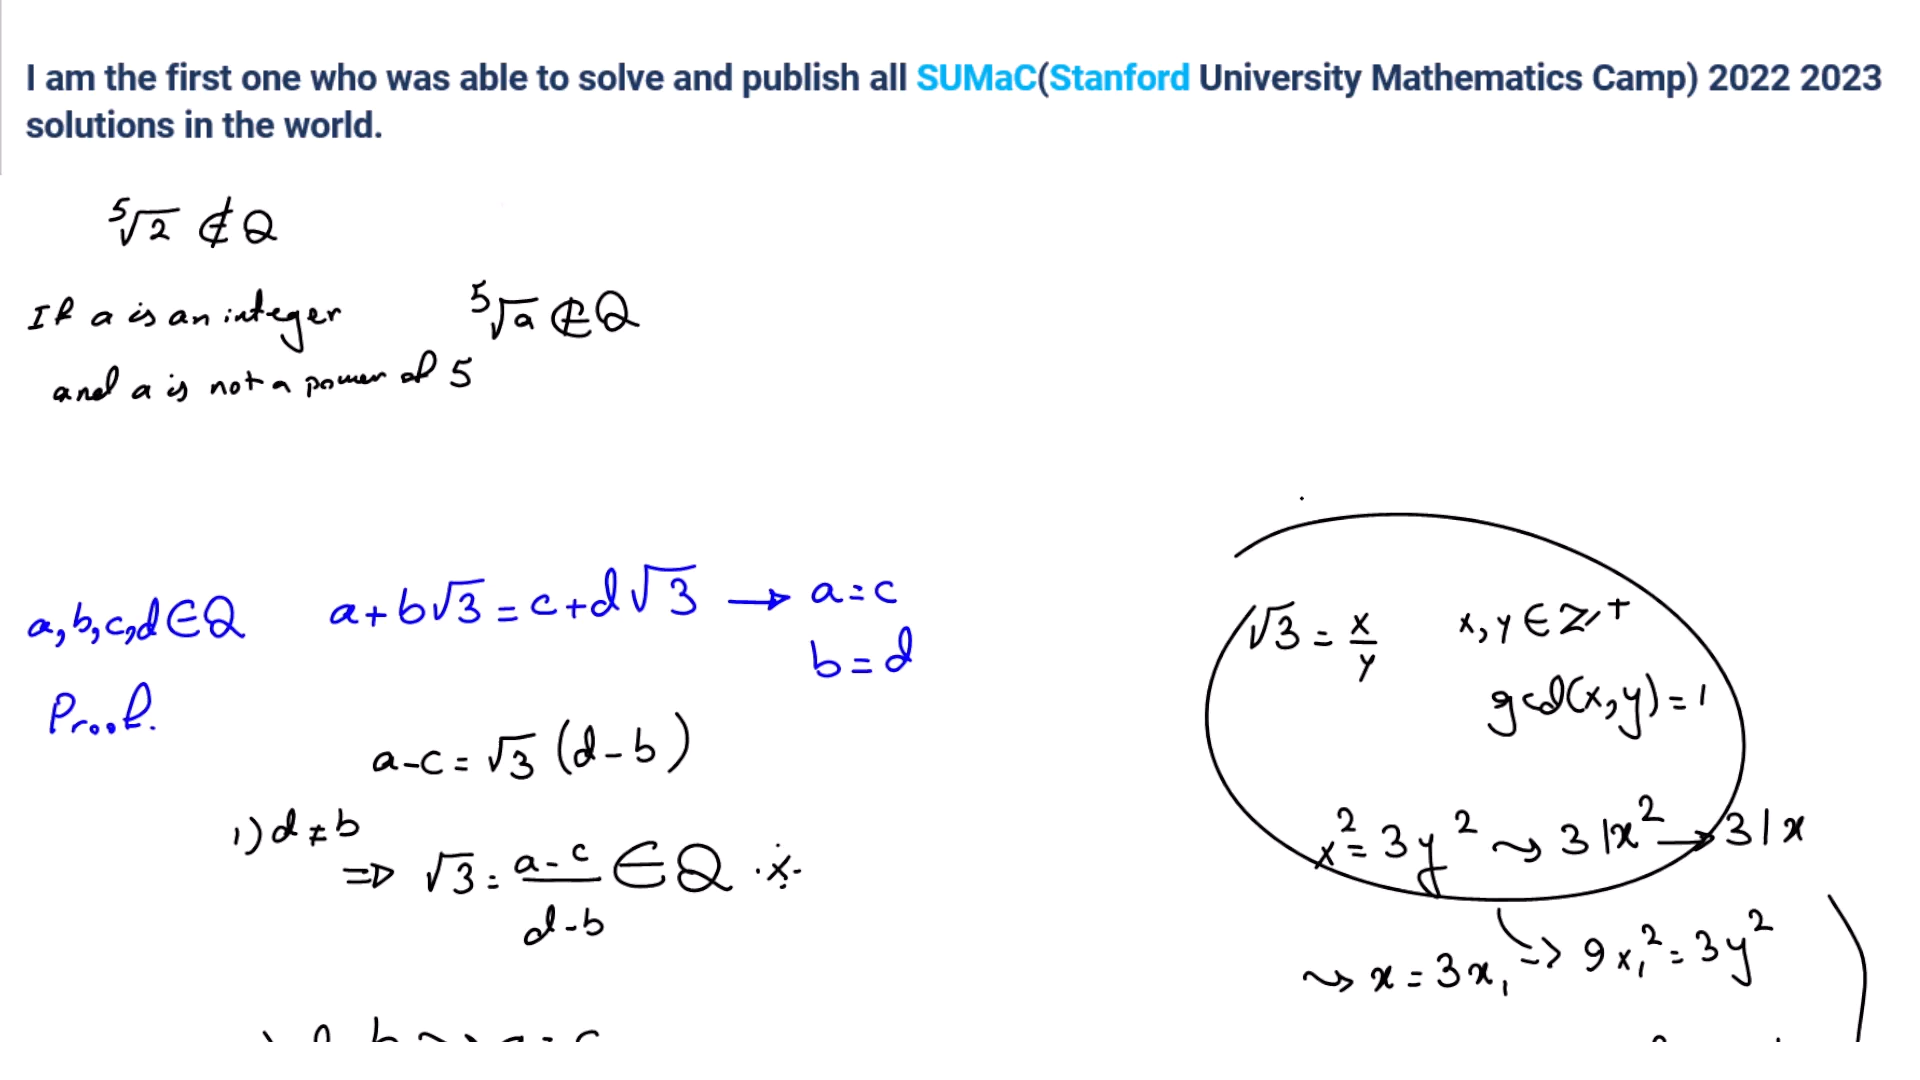 I am the first one who was able to solve and publish all SUMaC(Stanford University Mathematics Camp) 2022 2023
solutions in the world.
⁵√2 ∉ Q
If a is an integer ⁵√a ∉ Q
and a is not a power of 5
a,b,c,d ∈ Q a+b√3 = c+d√3 → a=c
b=d
Proof.
a-c = √3 (d-b)
1) d ≠ b
⇒ √3 = (a-c)/(d-b) ∈ Q
√3 = x/y x,y ∈ Z⁺
gcd(x,y)=1
x² = 3y² ⇝ 3|x² → 3|x
⇝ x = 3x₁ → 9x₁² = 3y²